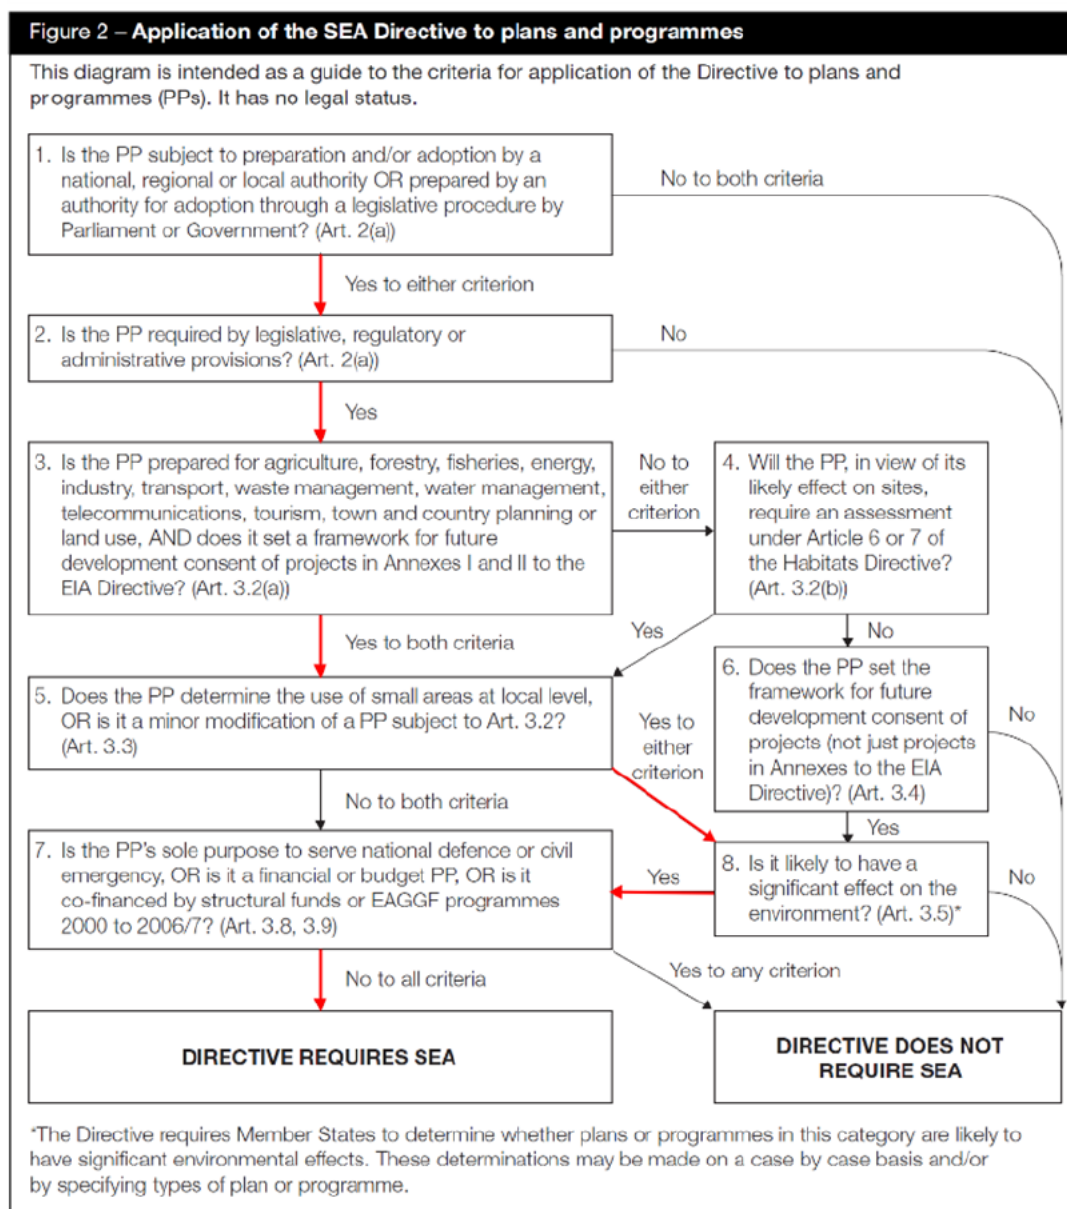 Figure 2 – Application of the SEA Directive to plans and programmes
This diagram is intended as a guide to the criteria for application of the Directive to plans and
programmes (PPs). It has no legal status.
1. Is the PP subject to preparation and/or adoption by a
national, regional or local authority OR prepared by an
authority for adoption through a legislative procedure by
Parliament or Government? (Art. 2(a))
No to both criteria
Yes to either criterion
2. Is the PP required by legislative, regulatory or
administrative provisions? (Art. 2(a))
No
Yes
3. Is the PP prepared for agriculture, forestry, fisheries, energy,
industry, transport, waste management, water management,
telecommunications, tourism, town and country planning or
land use, AND does it set a framework for future
development consent of projects in Annexes I and II to the
EIA Directive? (Art. 3.2(a))
No to
either
criterion
4. Will the PP, in view of its
likely effect on sites,
require an assessment
under Article 6 or 7 of
the Habitats Directive?
(Art. 3.2(b))
Yes to both criteria
Yes
No
5. Does the PP determine the use of small areas at local level,
OR is it a minor modification of a PP subject to Art. 3.2?
(Art. 3.3)
Yes to
either
criterion
6. Does the PP set the
framework for future
development consent of
projects (not just projects
in Annexes to the EIA
Directive)? (Art. 3.4)
No
No to both criteria
Yes
7. Is the PP's sole purpose to serve national defence or civil
emergency, OR is it a financial or budget PP, OR is it
co-financed by structural funds or EAGGF programmes
2000 to 2006/7? (Art. 3.8, 3.9)
Yes
8. Is it likely to have a
significant effect on the
environment? (Art. 3.5)*
No
No to all criteria
Yes to any criterion
DIRECTIVE REQUIRES SEA
DIRECTIVE DOES NOT
REQUIRE SEA
*The Directive requires Member States to determine whether plans or programmes in this category are likely to
have significant environmental effects. These determinations may be made on a case by case basis and/or
by specifying types of plan or programme.